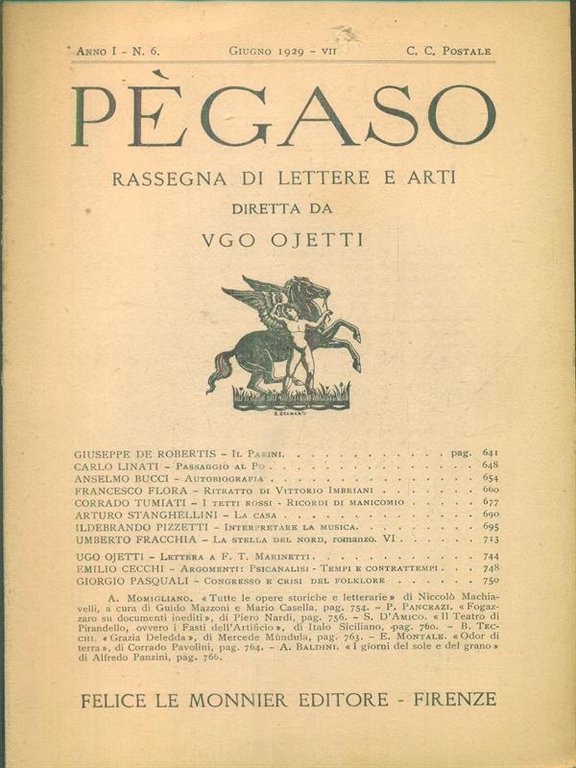 ANNO I - N. 6. GIUGNO 1929 - VII C. C. POSTALE
PÈGASO
RASSEGNA DI LETTERE E ARTI
DIRETTA DA
VGO OJETTI
B. BRAMANTI
GIUSEPPE DE ROBERTIS – IL PARINI. . . . . . . . . . . . . . pag. 641
CARLO LINATI – PASSAGGIO AL PO . . . . . . . . . . . . . . 648
ANSELMO BUCCI – AUTOBIOGRAFIA . . . . . . . . . . . . . . 654
FRANCESCO FLORA – RITRATTO DI VITTORIO IMBRIANI . . . . . . . 660
CORRADO TUMIATI – I TETTI ROSSI - RICORDI DI MANICOMIO . . . . . 677
ARTURO STANGHELLINI – LA CASA . . . . . . . . . . . . . . 690
ILDEBRANDO PIZZETTI – INTERPRETARE LA MUSICA. . . . . . . . . 695
UMBERTO FRACCHIA – LA STELLA DEL NORD, romanzo. VI . . . . . . 713
UGO OJETTI – LETTERA A F. T. MARINETTI. . . . . . . . . . . . 744
EMILIO CECCHI – ARGOMENTI: PSICANALISI - TEMPI E CONTRATTEMPI . . . 748
GIORGIO PASQUALI – CONGRESSO E CRISI DEL FOLKLORE . . . . . . 750
A. MOMIGLIANO. «Tutte le opere storiche e letterarie» di Niccolò Machia-
velli, a cura di Guido Mazzoni e Mario Casella, pag. 754. – P. PANCRAZI. «Fogaz-
zaro su documenti inediti», di Piero Nardi, pag. 756. – S. D'AMICO. «Il Teatro di
Pirandello, ovvero i Fasti dell'Artificio», di Italo Siciliano, pag. 760. – B. TEC-
CHI. «Grazia Deledda», di Mercede Mùndula, pag. 763. – E. MONTALE. «Odor di
terra», di Corrado Pavolini, pag. 764. – A. BALDINI. «I giorni del sole e del grano»
di Alfredo Panzini, pag. 766.
FELICE LE MONNIER EDITORE - FIRENZE